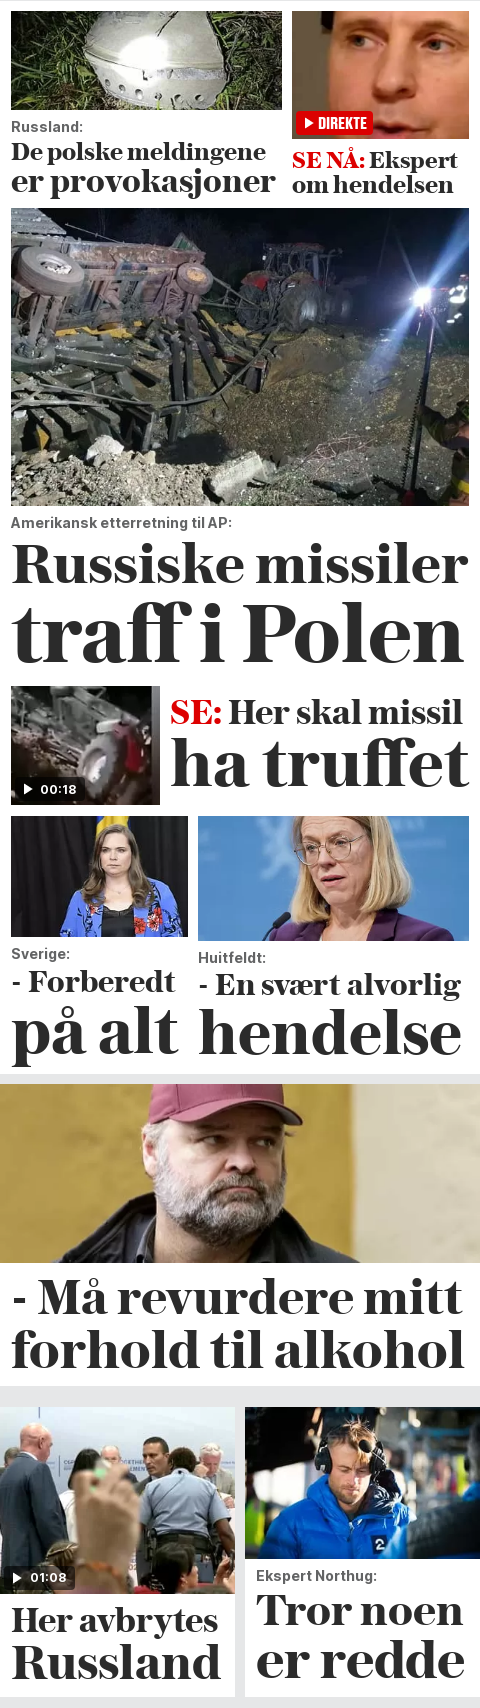 Russland:
De polske meldingene
er provokasjoner
DIREKTE
SE NÅ: Ekspert
om hendelsen
Amerikansk etterretning til AP:
Russiske missiler
traff i Polen
00:18
SE: Her skal missil
ha truffet
Sverige:
- Forberedt
på alt
Huitfeldt:
- En svært alvorlig
hendelse
- Må revurdere mitt
forhold til alkohol
01:08
Her avbrytes
Russland
2
Ekspert Northug:
Tror noen
er redde